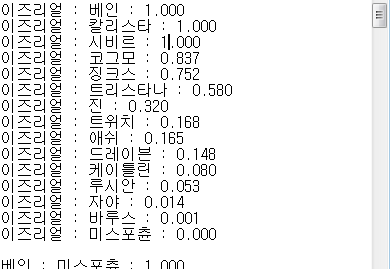 이즈리얼 : 베인 : 1.000
이즈리얼 : 칼리스타 : 1.000
이즈리얼 : 시비르 : 1.000
이즈리얼 : 코그모 : 0.837
이즈리얼 : 징크스 : 0.752
이즈리얼 : 트리스타나 : 0.580
이즈리얼 : 진 : 0.320
이즈리얼 : 트위치 : 0.168
이즈리얼 : 애쉬 : 0.165
이즈리얼 : 드레이븐 : 0.148
이즈리얼 : 케이틀린 : 0.080
이즈리얼 : 루시안 : 0.053
이즈리얼 : 자야 : 0.014
이즈리얼 : 바루스 : 0.001
이즈리얼 : 미스포츈 : 0.000
베인 : 미스포츈 : 1.000